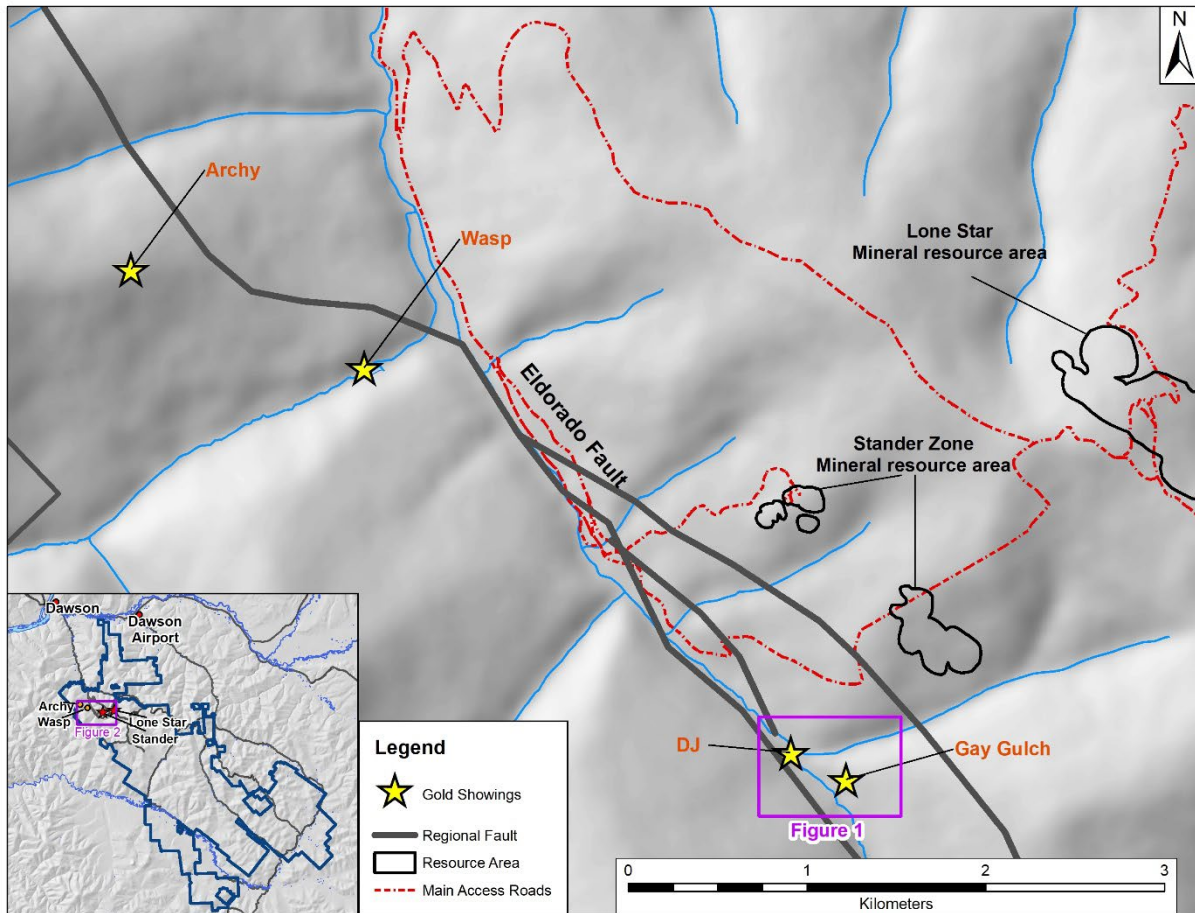 N
Archy
Wasp
Lone Star
Mineral resource area
Eldorado Fault
Stander Zone
Mineral resource area
DJ
Gay Gulch
Figure 1
Dawson
Dawson
Airport
Archy
Wasp
Lone Star
Stander
Figure 2
Legend
Gold Showings
Regional Fault
Resource Area
Main Access Roads
0
1
2
3
Kilometers